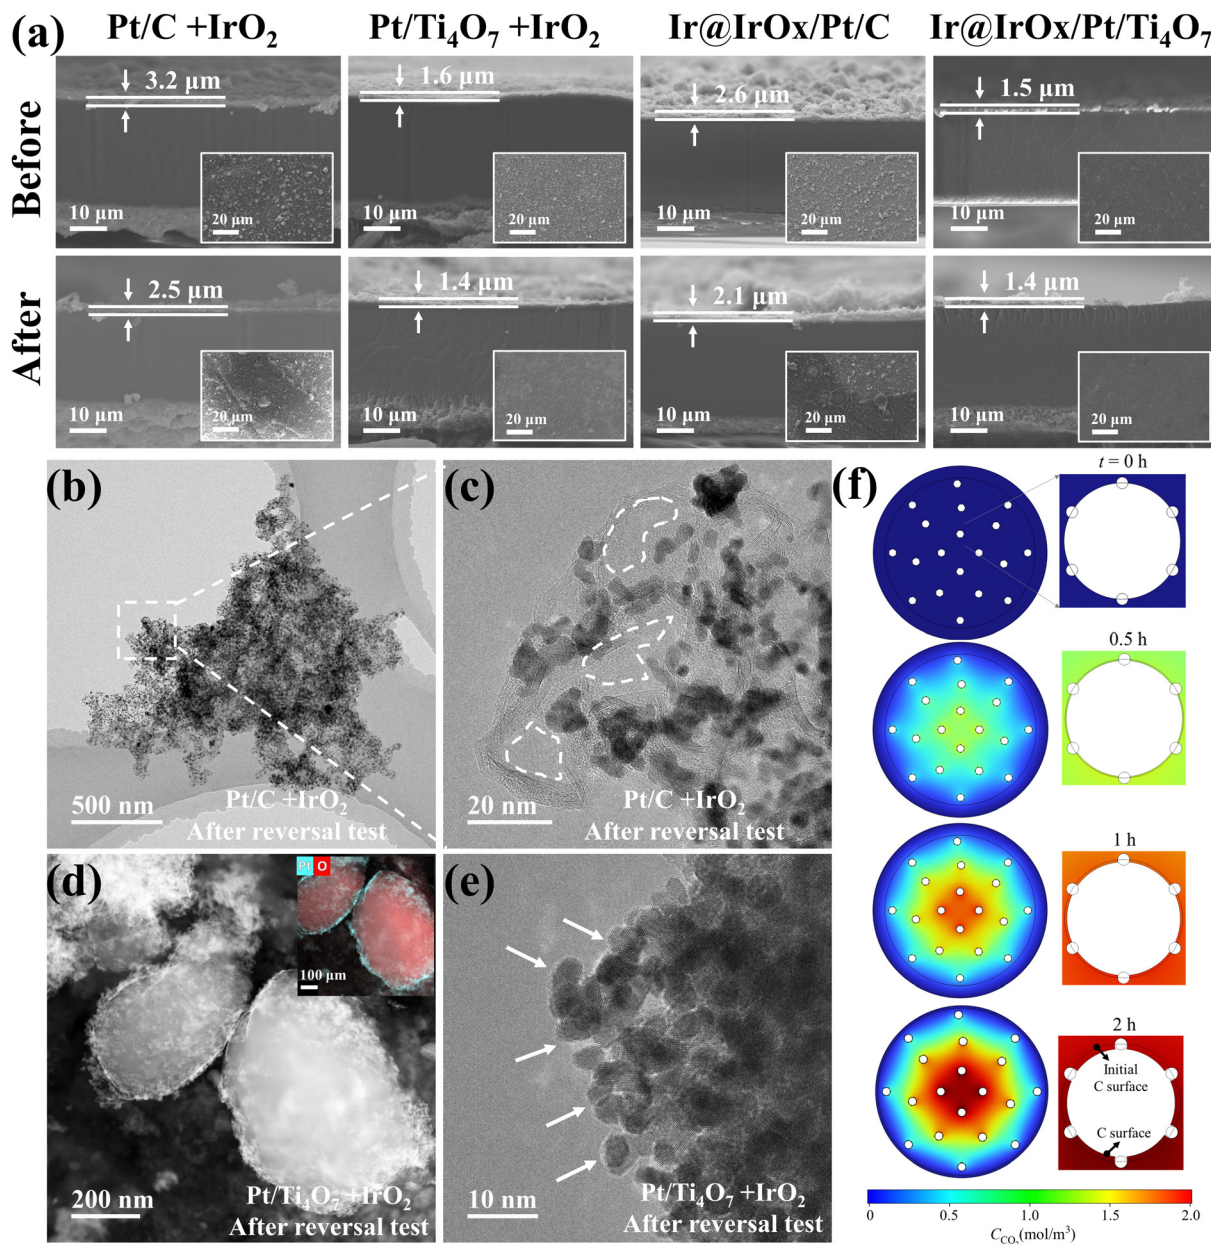 (a)
Pt/C +IrO₂
Pt/Ti₄O₇ +IrO₂
Ir@IrOx/Pt/C
Ir@IrOx/Pt/Ti₄O₇
Before
3.2 μm
10 μm
20 μm
1.6 μm
10 μm
20 μm
2.6 μm
10 μm
20 μm
1.5 μm
10 μm
20 μm
After
2.5 μm
10 μm
20 μm
1.4 μm
10 μm
20 μm
2.1 μm
10 μm
20 μm
1.4 μm
10 μm
20 μm
(b)
500 nm
Pt/C +IrO₂
After reversal test
(c)
20 nm
Pt/C +IrO₂
After reversal test
(d)
Pt O
100 μm
200 nm
Pt/Ti₄O₇ +IrO₂
After reversal test
(e)
10 nm
Pt/Ti₄O₇ +IrO₂
After reversal test
(f)
t = 0 h
0.5 h
1 h
2 h
Initial
C surface
C surface
0 0.5 1.0 1.5 2.0
C_CO₂(mol/m³)